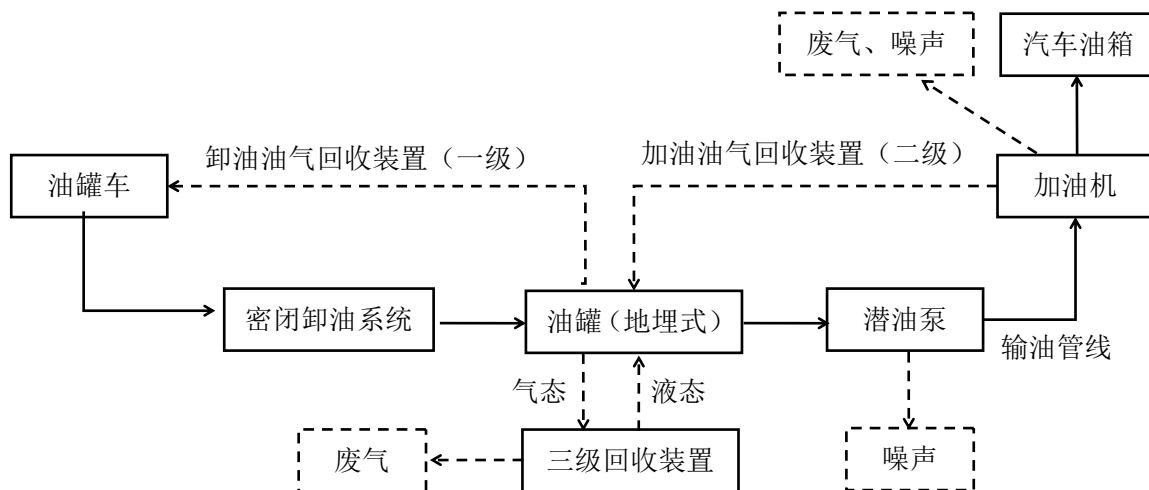 废气、噪声
汽车油箱
卸油油气回收装置（一级）
加油油气回收装置（二级）
油罐车
加油机
密闭卸油系统
油罐（地埋式）
潜油泵
输油管线
气态
液态
废气
三级回收装置
噪声